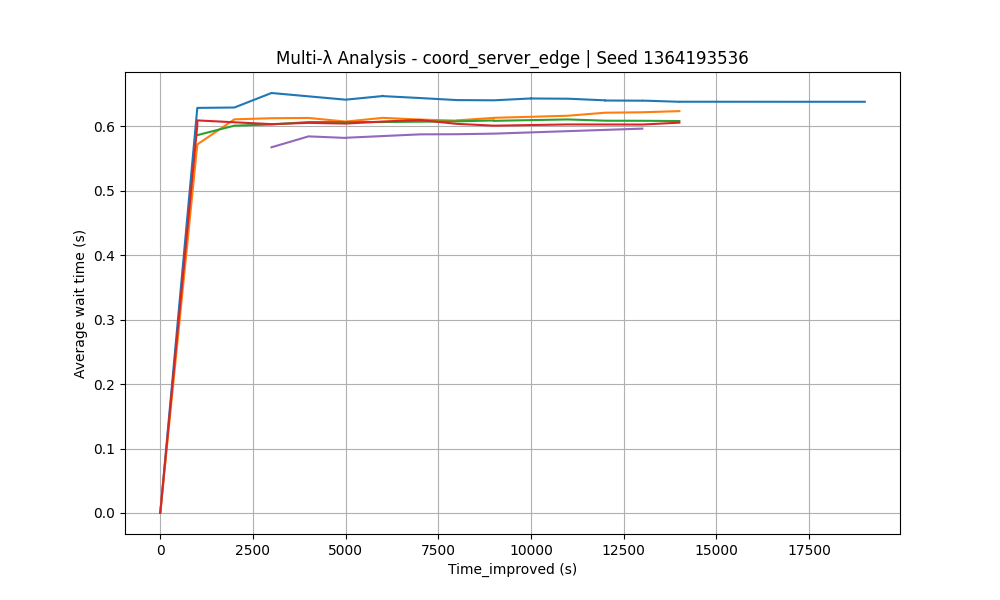 Multi-λ Analysis - coord_server_edge | Seed 1364193536
Average wait time (s)
0.6
0.5
0.4
0.3
0.2
0.1
0.0
0 2500 5000 7500 10000 12500 15000 17500
Time_improved (s)